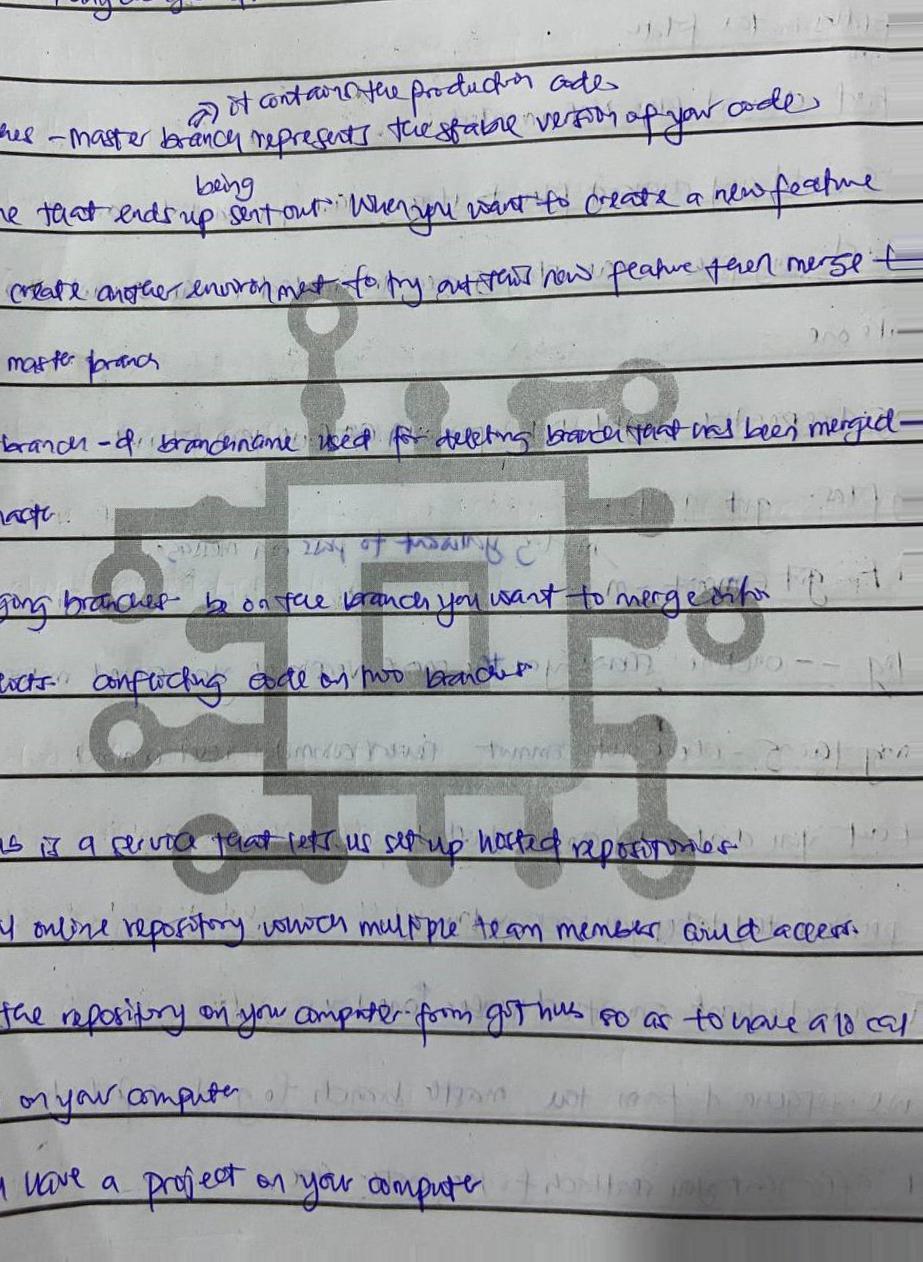 it contains the production code
- master branch represents the stable version of your code,
being
that ends up sent out. When you want to create a new feature
create another environment to try out this new feature then merge
master branch
branch -d branchname used for deleting branch that has been merged
branches be on the branch you want to merge
conflicting code on two branches
is a service that lets us set up hosted repositories
online repository which multiple team members could access.
the repository on your computer from github so as to have a local
on your computer
have a project on your computer